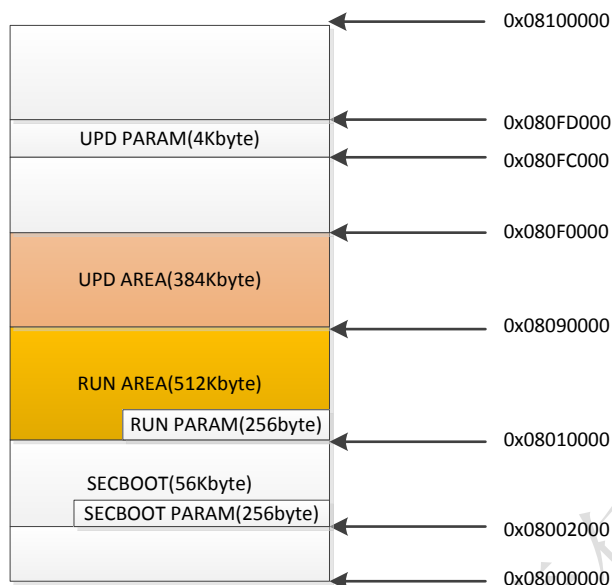 0x08100000
0x080FD000
UPD PARAM(4Kbyte)
0x080FC000
0x080F0000
UPD AREA(384Kbyte)
0x08090000
RUN AREA(512Kbyte)
RUN PARAM(256byte)
0x08010000
SECBOOT(56Kbyte)
SECBOOT PARAM(256byte)
0x08002000
0x08000000